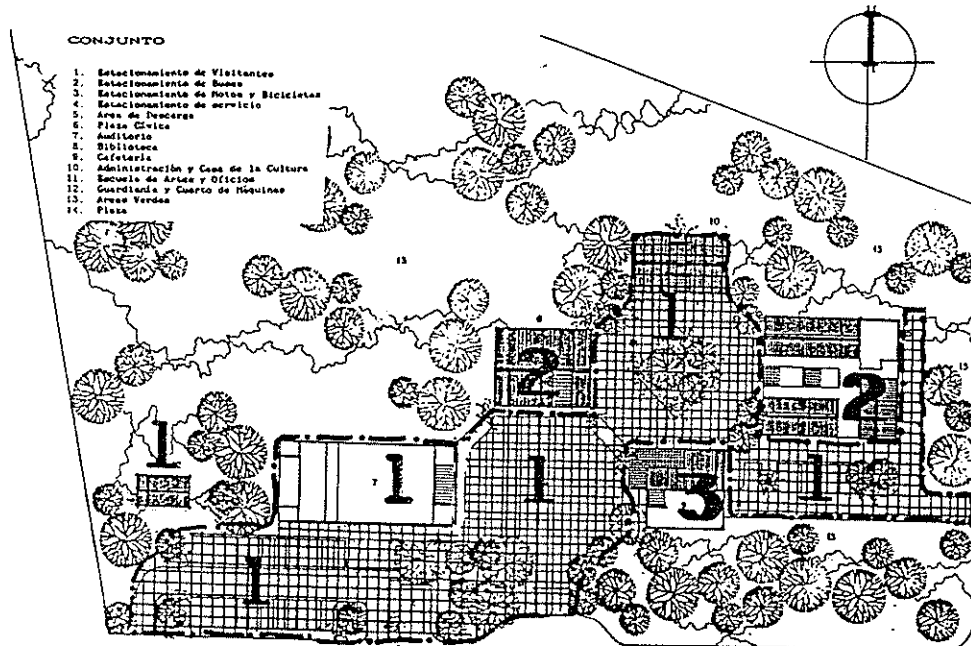 CONJUNTO
1. Estacionamiento de Visitantes
2. Estacionamiento de Buses
3. Estacionamiento de Motos y Bicicletas
4. Estacionamiento de servicio
5. Area de Descarga
6. Plaza Cívica
7. Auditorio
8. Biblioteca
9. Cafetería
10. Administración y Casa de la Cultura
11. Escuela de Artes y Oficios
12. Guardianía y Cuarto de Máquinas
13. Areas Verdes
14. Plaza
10
13
13
1
2
2
13
1
1
7
1
1
3
1
13
1